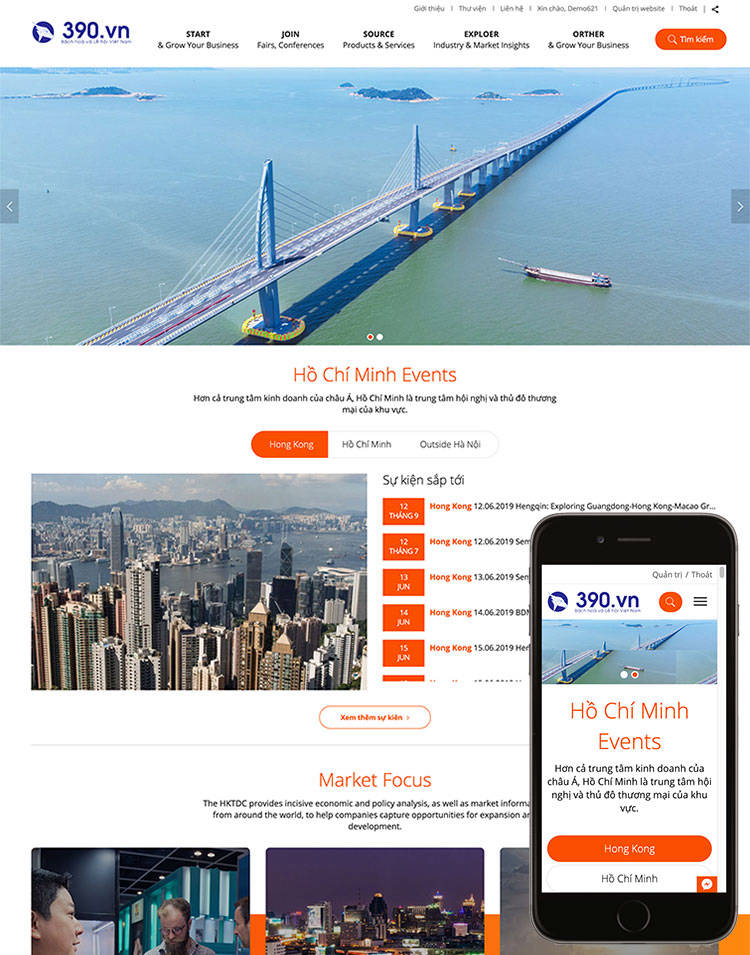 Giới thiệu | Thư viện | Liên hệ | Xin chào, Demo621 | Quản trị website | Thoát |
390.vn
Bách hoá và Lễ hội Việt Nam
START
& Grow Your Business
JOIN
Fairs, Conferences
SOURCE
Products & Services
EXPLOER
Industry & Market Insights
ORTHER
& Grow Your Business
Tìm kiếm
Hồ Chí Minh Events
Hơn cả trung tâm kinh doanh của châu Á, Hồ Chí Minh là trung tâm hội nghị và thủ đô thương
mại của khu vực.
Hong Kong
Hồ Chí Minh
Outside Hà Nội
Sự kiện sắp tới
12
THÁNG 9
Hong Kong 12.06.2019 Hengqin: Exploring Guangdong-Hong Kong-Macao Gr...
12
THÁNG 7
Hong Kong 12.06.2019 Sem
13
JUN
Hong Kong 13.06.2019
14
JUN
Hong Kong 14.06.2019
15
JUN
Hong Kong 15.06.2019
Xem thêm sự kiên >
Market Focus
The HKTDC provides incisive economic and policy analysis, as well as market informa
from around the world, to help companies capture opportunities for expansion an
development.
Quản trị / Thoát
390.vn
Bách hoá và Lễ hội Việt Nam
Hồ Chí Minh
Events
Hơn cả trung tâm kinh doanh của
châu Á, Hồ Chí Minh là trung tâm hội
nghị và thủ đô thương mại của khu
vực.
Hong Kong
Hồ Chí Minh